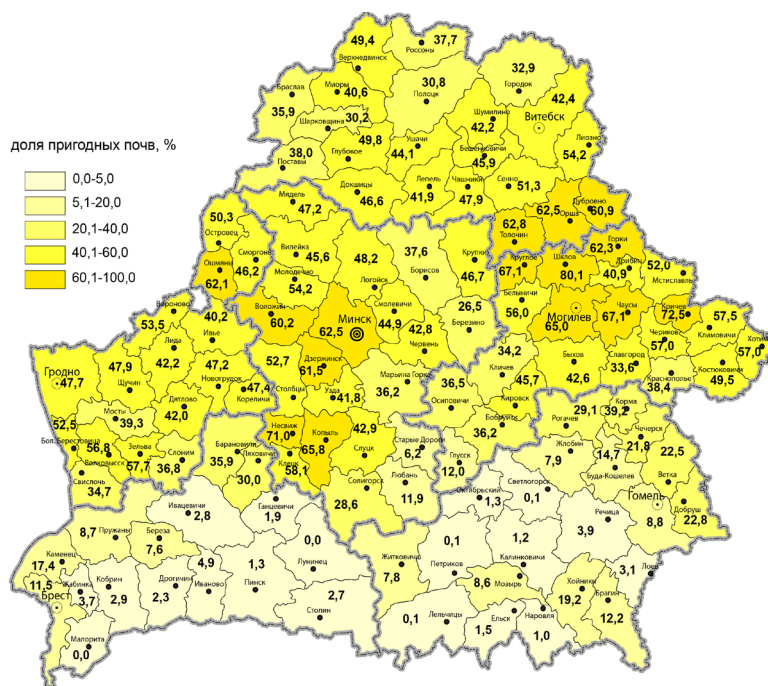 49,4
37,7
Россоны
Верхнедвинск
32,9
Городок
Браслав
35,9
Миоры
40,6
30,8
Полоцк
42,4
Витебск
Шумилино
42,2
Шарковщина
30,2
49,8
Глубокое
Ушачи
44,1
Бешенковичи
45,9
Лиозно
54,2
доля пригодных почв, %
0,0-5,0
5,1-20,0
20,1-40,0
40,1-60,0
60,1-100,0
38,0
Поставы
Докшицы
46,6
Лепель
41,9
Чашники
47,9
Сенно
51,3
Мядель
47,2
62,5
Орша
Дубровно
60,9
62,8
Толочин
50,3
Островец
Сморгонь
46,2
Ошмяны
62,1
Вилейка
45,6
48,2
37,6
Борисов
Крупки
46,7
Горки
62,3
Круглое
67,1
Шклов
80,1
Дрибин
40,9
52,0
Мстиславль
Молодечно
54,2
Логойск
Смолевичи
44,9
Белыничи
56,0
Могилев
65,0
Чаусы
67,1
Кричев
72,5
57,5
Климовичи
Хотим
57,0
Вороново
53,5
40,2
Ивье
Воложин
60,2
Минск
62,5
42,8
Червень
26,5
Березино
Чериков
57,0
Лида
42,2
Гродно
47,7
47,9
Щучин
47,2
Новогрудок
47,4
Кореличи
52,7
Столбцы
Дзержинск
61,5
Узда
41,8
Марьина Горка
36,2
34,2
Кличев
Быхов
42,6
Славгород
33,6
Краснополье
38,4
Костюковичи
49,5
Дятлово
42,0
36,5
Осиповичи
45,7
Кировск
Бобруйск
36,2
52,5
Мосты
39,3
Бол.Берестовица
56,8
Волковысск
Зельва
57,7
Слоним
36,8
Свислочь
34,7
Барановичи
35,9
Ляховичи
30,0
Несвиж
71,0
Клецк
58,1
Копыль
65,8
42,9
Слуцк
Старые Дороги
6,2
Глусск
12,0
Любань
11,9
Солигорск
28,6
Рогачев
29,1
Корма
39,2
Чечерск
21,8
22,5
Ветка
Жлобин
7,9
14,7
Буда-Кошелев
Гомель
8,8
Добруш
22,8
Светлогорск
0,1
Октябрьский
1,3
Речица
3,9
Ивацевичи
2,8
Ганцевичи
1,9
8,7
Пружаны
Береза
7,6
0,0
Лунинец
Каменец
17,4
11,5
Брест
Жабинка
3,7
Кобрин
2,9
Дрогичин
2,3
4,9
Иваново
1,3
Пинск
2,7
Столин
Малорита
0,0
Житковичи
7,8
0,1
Петриков
1,2
Калинковичи
8,6
Мозырь
Хойники
19,2
Брагин
12,2
3,1
Лоев
0,1
Лельчицы
Ельск
1,5
Наровля
1,0